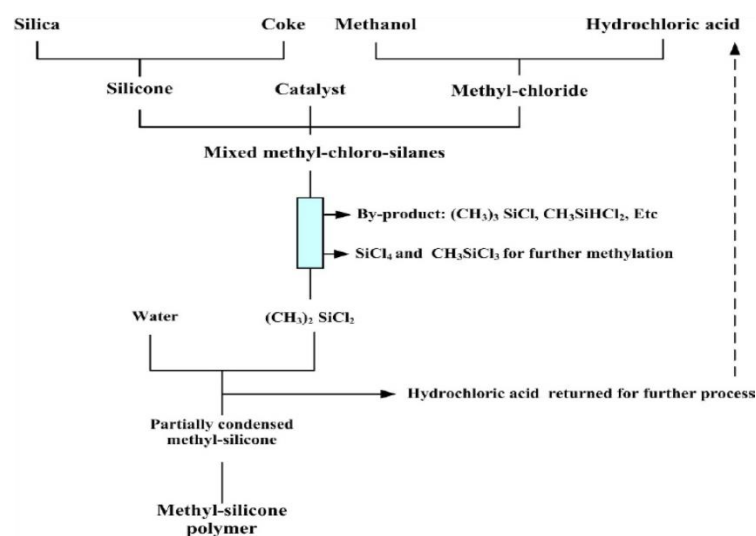 Silica Coke Methanol Hydrochloric acid
Silicone Catalyst Methyl-chloride
Mixed methyl-chloro-silanes
By-product: (CH₃)₃ SiCl, CH₃SiHCl₂, Etc
SiCl₄ and CH₃SiCl₃ for further methylation
Water (CH₃)₂ SiCl₂
Hydrochloric acid returned for further process
Partially condensed
methyl-silicone
Methyl-silicone
polymer